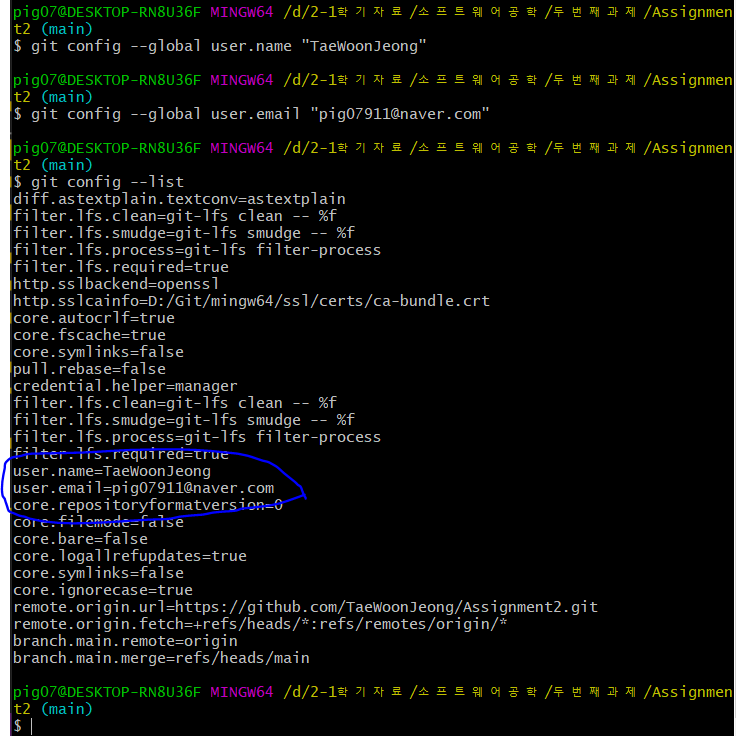 pig07@DESKTOP-RN8U36F MINGW64 /d/2-1학기자료/소프트웨어공학/두번째과제/Assignmen
t2 (main)
$ git config --global user.name "TaeWoonJeong"
pig07@DESKTOP-RN8U36F MINGW64 /d/2-1학기자료/소프트웨어공학/두번째과제/Assignmen
t2 (main)
$ git config --global user.email "pig07911@naver.com"
pig07@DESKTOP-RN8U36F MINGW64 /d/2-1학기자료/소프트웨어공학/두번째과제/Assignmen
t2 (main)
$ git config --list
diff.astextplain.textconv=astextplain
filter.lfs.clean=git-lfs clean -- %f
filter.lfs.smudge=git-lfs smudge -- %f
filter.lfs.process=git-lfs filter-process
filter.lfs.required=true
http.sslbackend=openssl
http.sslcainfo=D:/Git/mingw64/ssl/certs/ca-bundle.crt
core.autocrlf=true
core.fscache=true
core.symlinks=false
pull.rebase=false
credential.helper=manager
filter.lfs.clean=git-lfs clean -- %f
filter.lfs.smudge=git-lfs smudge -- %f
filter.lfs.process=git-lfs filter-process
filter.lfs.required=true
user.name=TaeWoonJeong
user.email=pig07911@naver.com
core.repositoryformatversion=0
core.filemode=false
core.bare=false
core.logallrefupdates=true
core.symlinks=false
core.ignorecase=true
remote.origin.url=https://github.com/TaeWoonJeong/Assignment2.git
remote.origin.fetch=+refs/heads/*:refs/remotes/origin/*
branch.main.remote=origin
branch.main.merge=refs/heads/main
pig07@DESKTOP-RN8U36F MINGW64 /d/2-1학기자료/소프트웨어공학/두번째과제/Assignmen
t2 (main)
$